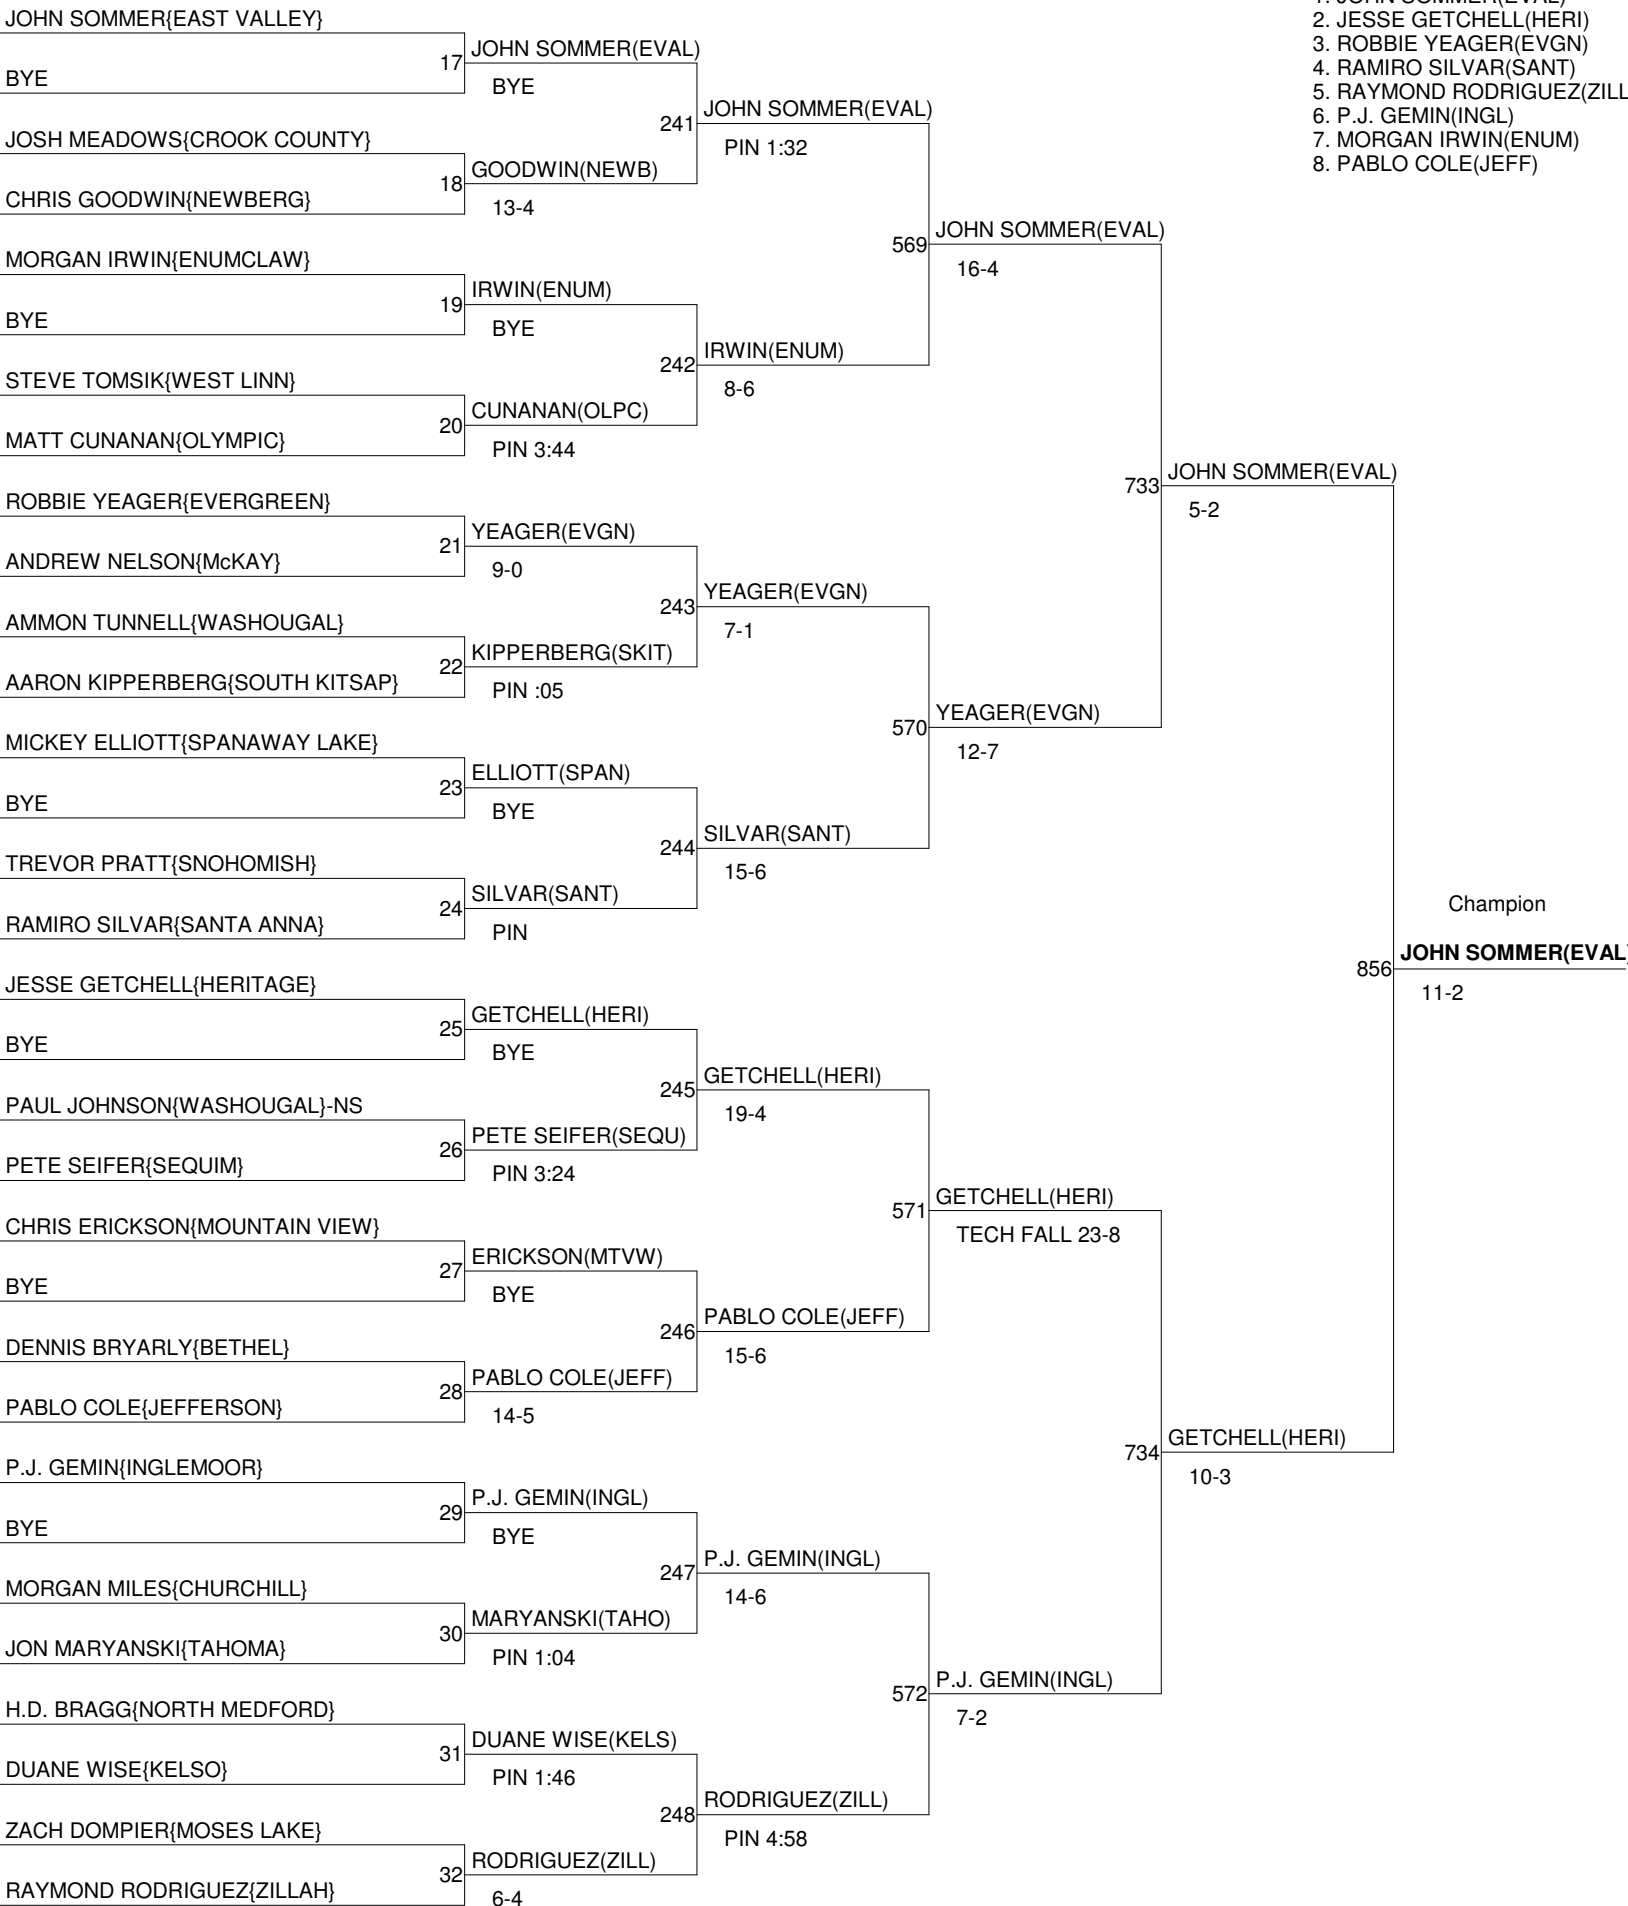 JOHN SOMMER{EAST VALLEY}
BYE
JOSH MEADOWS{CROOK COUNTY}
CHRIS GOODWIN{NEWBERG}
MORGAN IRWIN{ENUMCLAW}
BYE
STEVE TOMSIK{WEST LINN}
MATT CUNANAN{OLYMPIC}
ROBBIE YEAGER{EVERGREEN}
ANDREW NELSON{McKAY}
AMMON TUNNELL{WASHOUGAL}
AARON KIPPERBERG{SOUTH KITSAP}
MICKEY ELLIOTT{SPANAWAY LAKE}
BYE
TREVOR PRATT{SNOHOMISH}
RAMIRO SILVAR{SANTA ANNA}
JESSE GETCHELL{HERITAGE}
BYE
PAUL JOHNSON{WASHOUGAL}-NS
PETE SEIFER{SEQUIM}
CHRIS ERICKSON{MOUNTAIN VIEW}
BYE
DENNIS BRYARLY{BETHEL}
PABLO COLE{JEFFERSON}
P.J. GEMIN{INGLEMOOR}
BYE
MORGAN MILES{CHURCHILL}
JON MARYANSKI{TAHOMA}
H.D. BRAGG{NORTH MEDFORD}
DUANE WISE{KELSO}
ZACH DOMPIER{MOSES LAKE}
RAYMOND RODRIGUEZ{ZILLAH}
17 JOHN SOMMER(EVAL)
BYE
18 GOODWIN(NEWB)
13-4
19 IRWIN(ENUM)
BYE
20 CUNANAN(OLPC)
PIN 3:44
21 YEAGER(EVGN)
9-0
22 KIPPERBERG(SKIT)
PIN :05
23 ELLIOTT(SPAN)
BYE
24 SILVAR(SANT)
PIN
25 GETCHELL(HERI)
BYE
26 PETE SEIFER(SEQU)
PIN 3:24
27 ERICKSON(MTVW)
BYE
28 PABLO COLE(JEFF)
14-5
29 P.J. GEMIN(INGL)
BYE
30 MARYANSKI(TAHO)
PIN 1:04
31 DUANE WISE(KELS)
PIN 1:46
32 RODRIGUEZ(ZILL)
6-4
241 JOHN SOMMER(EVAL)
PIN 1:32
242 IRWIN(ENUM)
8-6
243 YEAGER(EVGN)
7-1
244 SILVAR(SANT)
15-6
245 GETCHELL(HERI)
19-4
246 PABLO COLE(JEFF)
15-6
247 P.J. GEMIN(INGL)
14-6
248 RODRIGUEZ(ZILL)
PIN 4:58
569 JOHN SOMMER(EVAL)
16-4
570 YEAGER(EVGN)
12-7
571 GETCHELL(HERI)
TECH FALL 23-8
572 P.J. GEMIN(INGL)
7-2
733 JOHN SOMMER(EVAL)
5-2
734 GETCHELL(HERI)
10-3
Champion
856 JOHN SOMMER(EVAL)
11-2
1. JOHN SOMMER(EVAL)
2. JESSE GETCHELL(HERI)
3. ROBBIE YEAGER(EVGN)
4. RAMIRO SILVAR(SANT)
5. RAYMOND RODRIGUEZ(ZILL
6. P.J. GEMIN(INGL)
7. MORGAN IRWIN(ENUM)
8. PABLO COLE(JEFF)